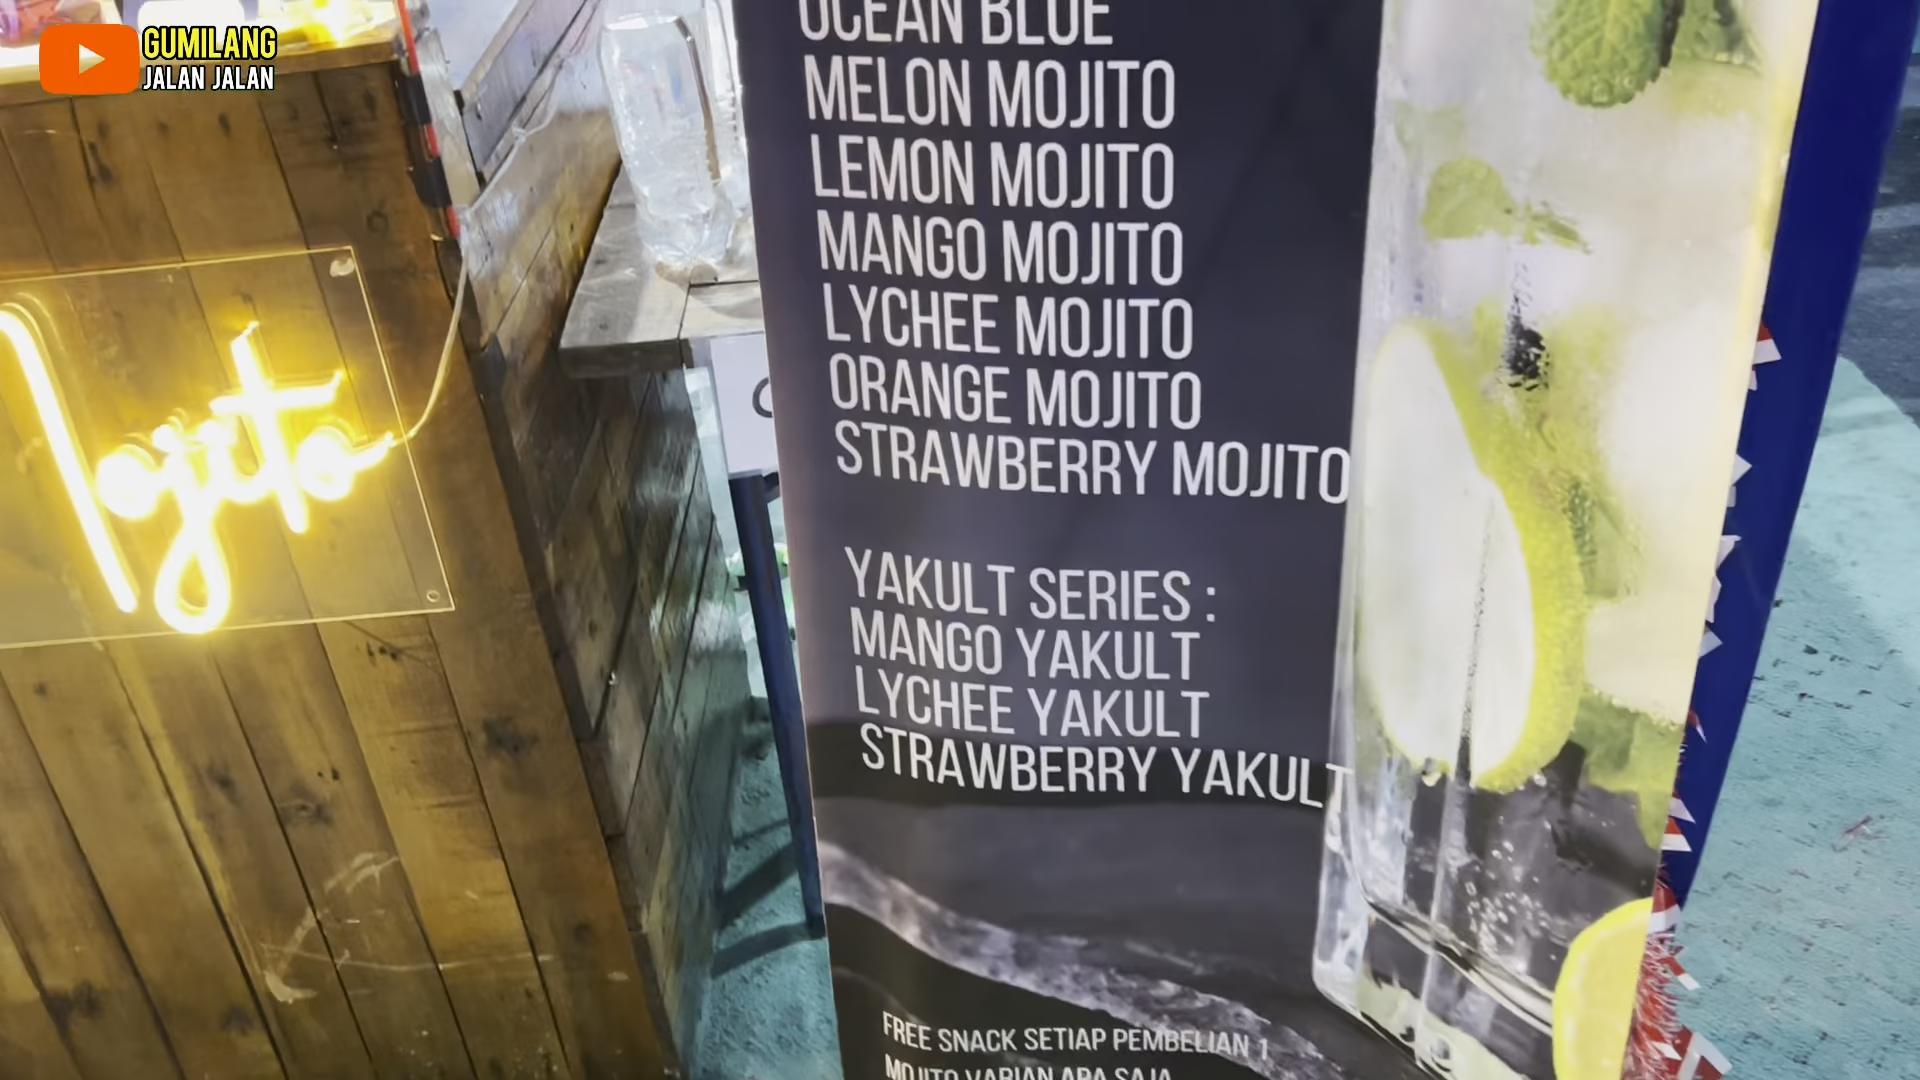 GUMILANG
JALAN JALAN
OCEAN BLUE
MELON MOJITO
LEMON MOJITO
MANGO MOJITO
LYCHEE MOJITO
ORANGE MOJITO
STRAWBERRY MOJITO
YAKULT SERIES :
MANGO YAKULT
LYCHEE YAKULT
STRAWBERRY YAKULT
FREE SNACK SETIAP PEMBELIAN 1
MOJITO VARIAN APA SAJA
ojito